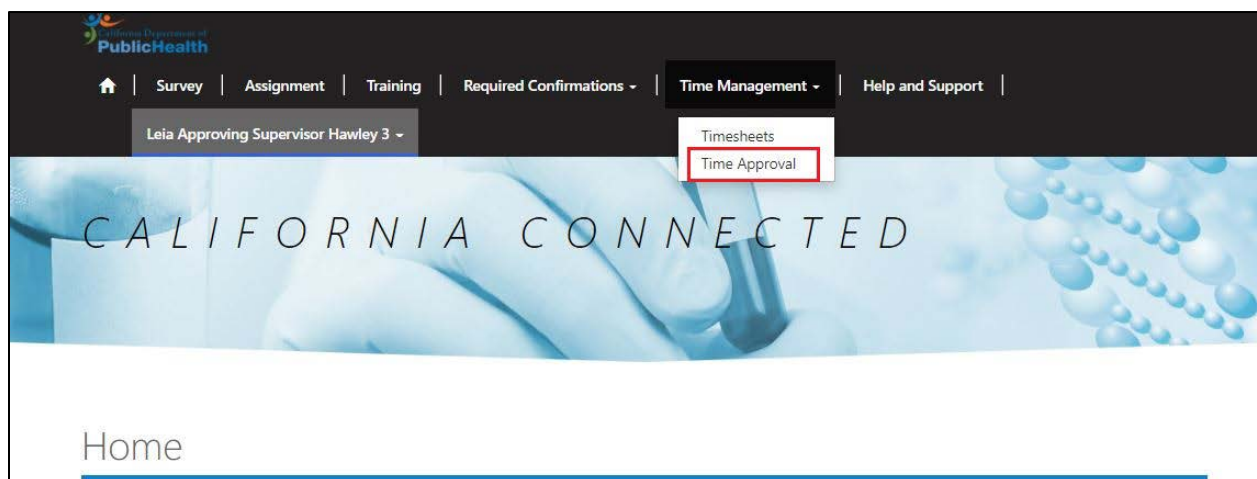 California Department of
PublicHealth
Survey | Assignment | Training | Required Confirmations | Time Management | Help and Support |
Leia Approving Supervisor Hawley 3
Timesheets
Time Approval
CALIFORNIA CONNECTED
Home